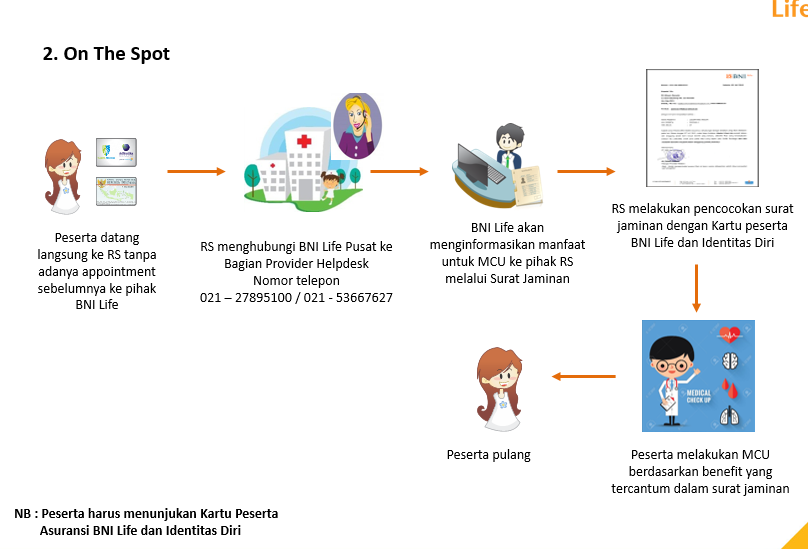 Life
2. On The Spot
BNI
Peserta datang
langsung ke RS tanpa
adanya appointment
sebelumnya ke pihak
BNI Life
RS menghubungi BNI Life Pusat ke
Bagian Provider Helpdesk
Nomor telepon
021 – 27895100 / 021 - 53667627
BNI Life akan
menginformasikan manfaat
untuk MCU ke pihak RS
melalui Surat Jaminan
RS melakukan pencocokan surat
jaminan dengan Kartu peserta
BNI Life dan Identitas Diri
MEDICAL
CHECK UP
Peserta melakukan MCU
berdasarkan benefit yang
tercantum dalam surat jaminan
Peserta pulang
NB : Peserta harus menunjukan Kartu Peserta
Asuransi BNI Life dan Identitas Diri